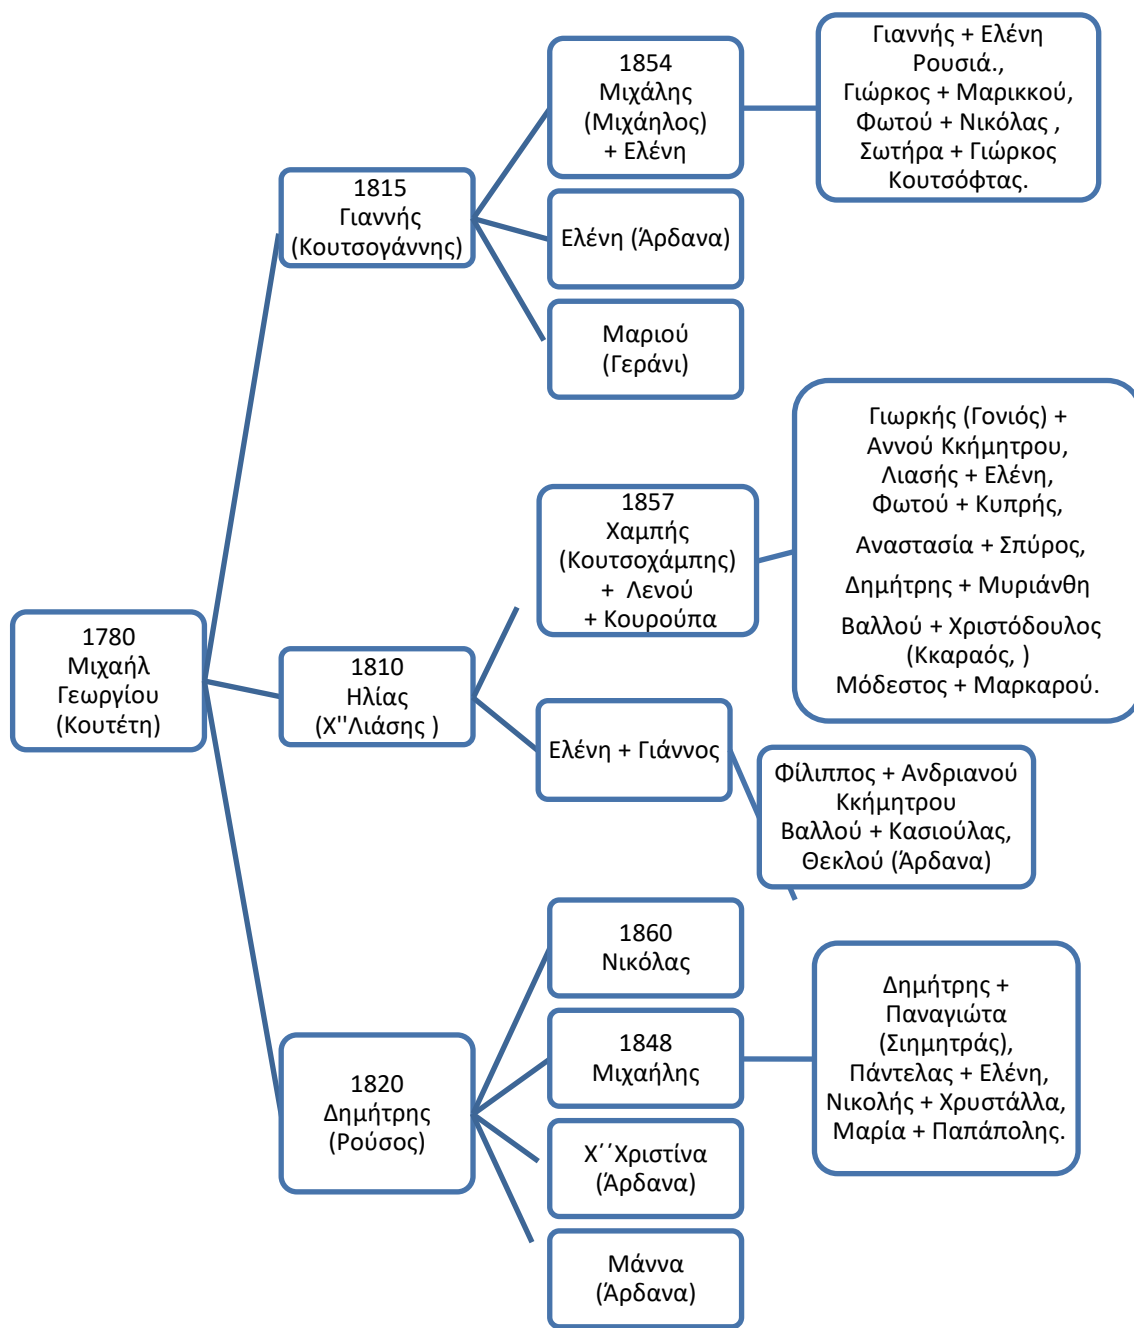 1780
Μιχαήλ
Γεωργίου
(Κουτέτη)
1815
Γιαννής
(Κουτσογάννης)
1854
Μιχάλης
(Μιχάηλος)
+ Ελένη
Γιαννής + Ελένη
Ρουσιά.,
Γιώρκος + Μαρικκού,
Φωτού + Νικόλας ,
Σωτήρα + Γιώρκος
Κουτσόφτας.
Ελένη (Άρδανα)
Μαριού
(Γεράνι)
1810
Ηλίας
(Χ''Λιάσης )
1857
Χαμπής
(Κουτσοχάμπης)
+ Λενού
+ Κουρούπα
Γιωρκής (Γονιός) +
Αννού Κκήμητρου,
Λιασής + Ελένη,
Φωτού + Κυπρής,
Αναστασία + Σπύρος,
Δημήτρης + Μυριάνθη
Βαλλού + Χριστόδουλος
(Κκαραός, )
Μόδεστος + Μαρκαρού.
Ελένη + Γιάννος
Φίλιππος + Ανδριανού
Κκήμητρου
Βαλλού + Κασιούλας,
Θεκλού (Άρδανα)
1820
Δημήτρης
(Ρούσος)
1860
Νικόλας
1848
Μιχαήλης
Δημήτρης +
Παναγιώτα
(Σιημητράς),
Πάντελας + Ελένη,
Νικολής + Χρυστάλλα,
Μαρία + Παπάπολης.
Χ΄΄Χριστίνα
(Άρδανα)
Μάννα
(Άρδανα)